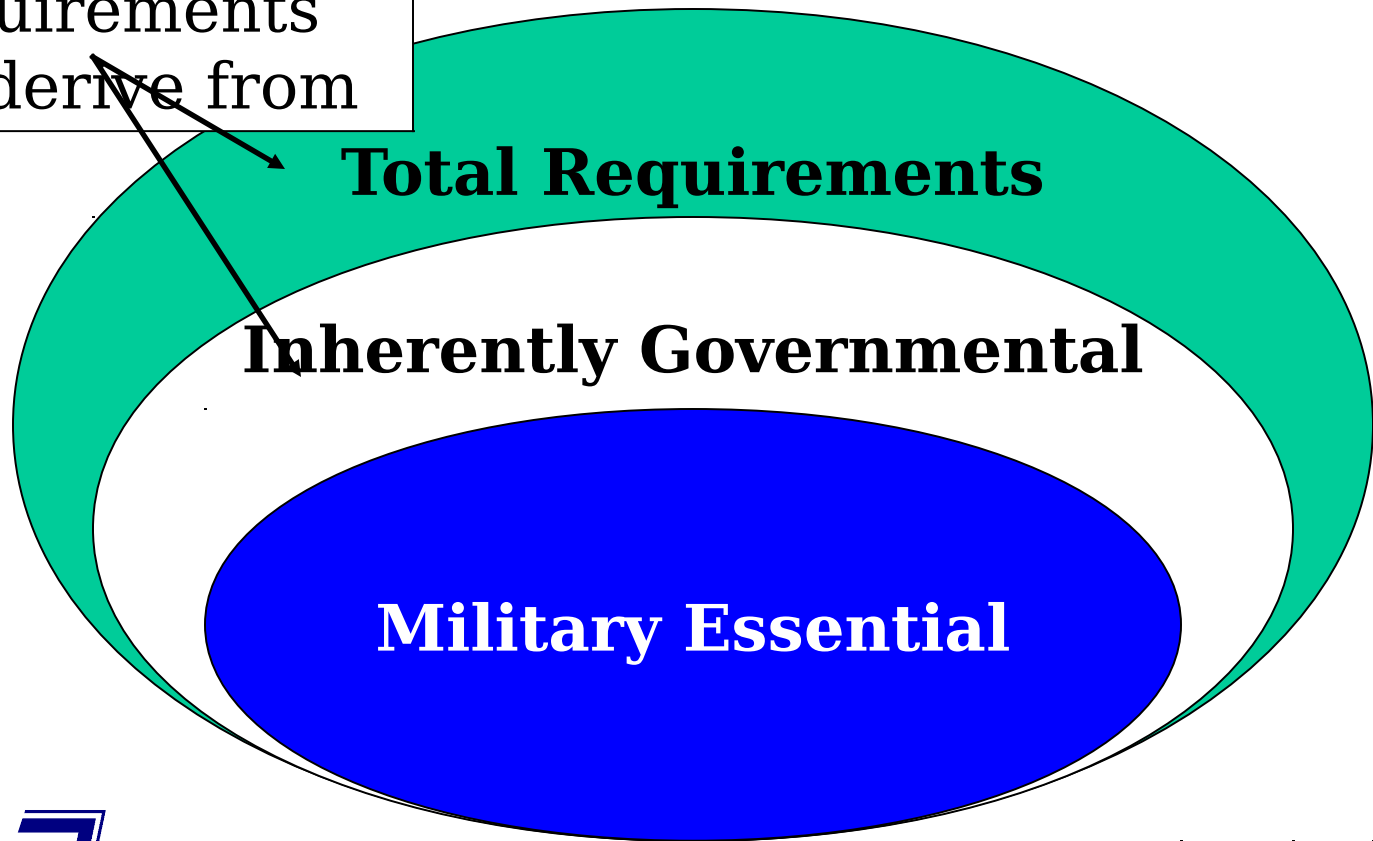 uirements
derive from
Total Requirements
Inherently Governmental
Military Essential